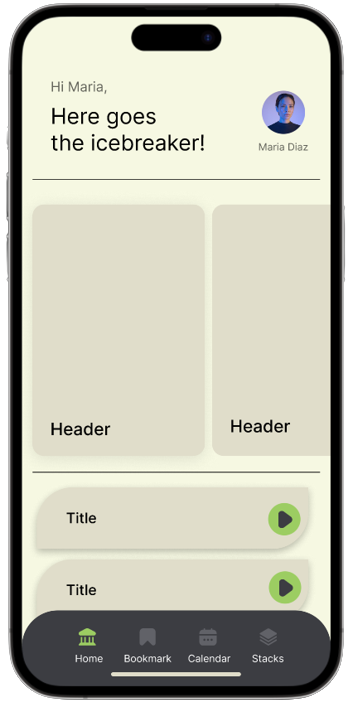 Hi Maria,
Here goes
the icebreaker!
Maria Diaz
Header
Header
Title
Title
Home
Bookmark
Calendar
Stacks